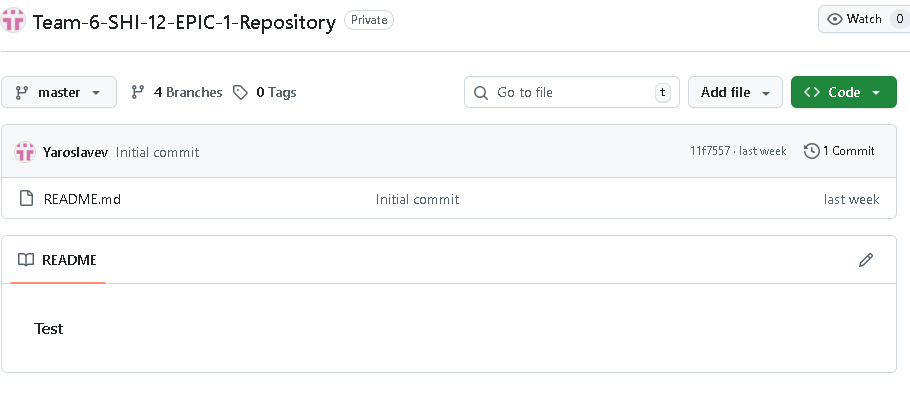 Team-6-SHI-12-EPIC-1-Repository Private Watch 0
master 4 Branches 0 Tags Go to file t Add file Code
Yaroslavev Initial commit 11f7557 · last week 1 Commit
README.md Initial commit last week
README
Test